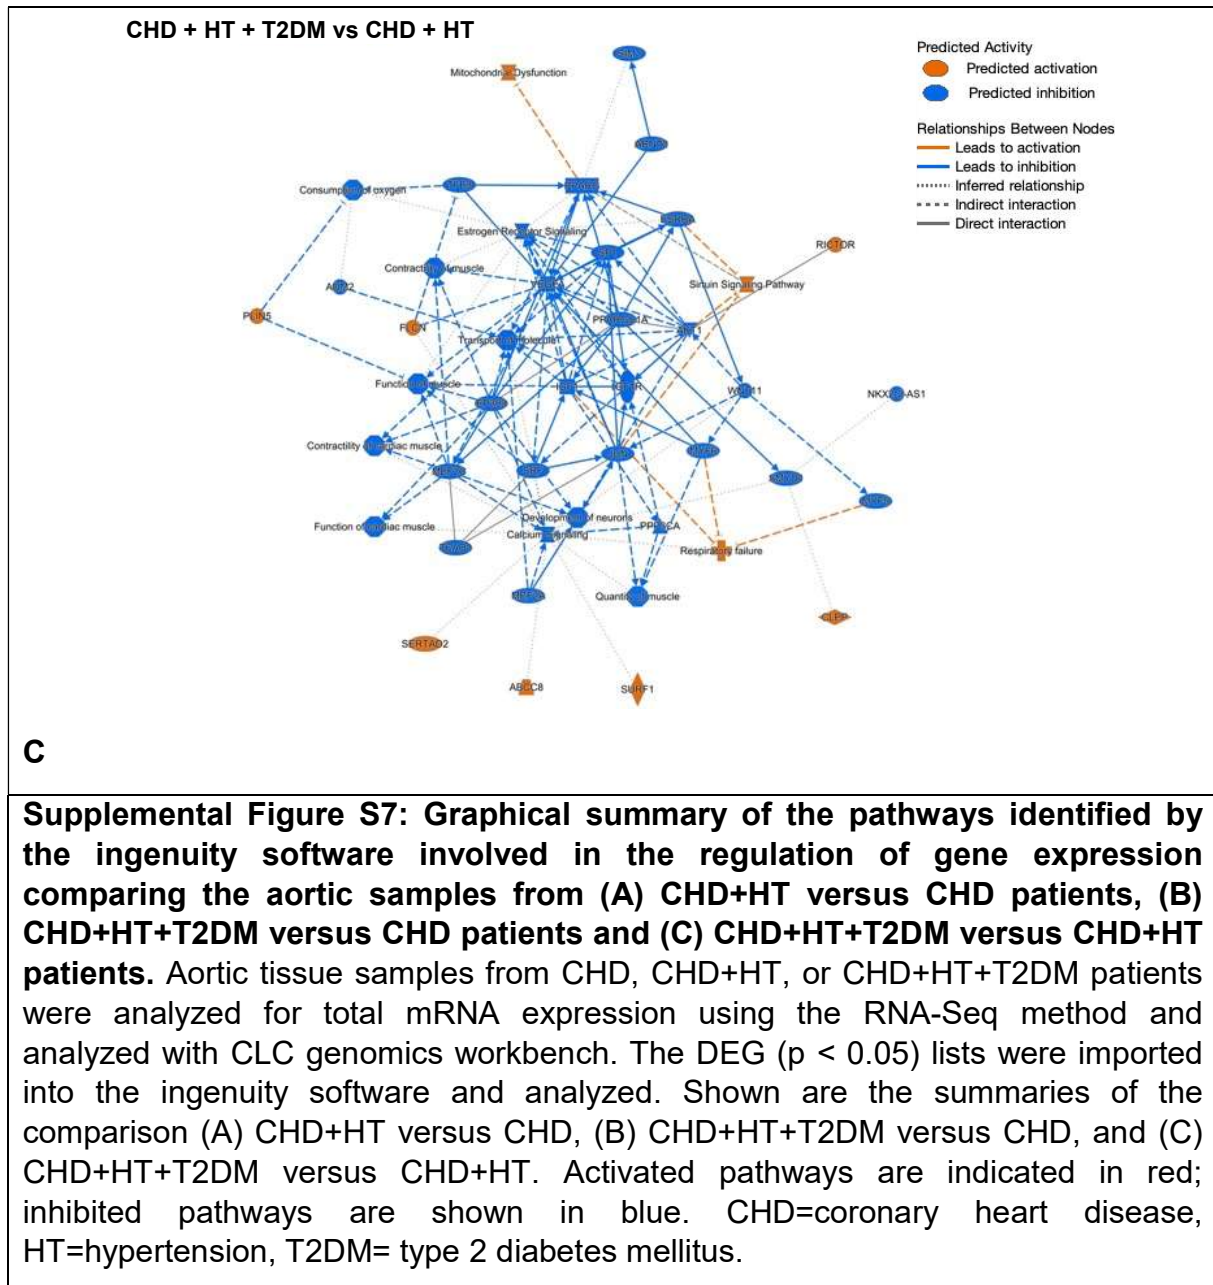 CHD + HT + T2DM vs CHD + HT
Mitochondrial Dysfunction
Predicted Activity
Predicted activation
Predicted inhibition
Relationships Between Nodes
Leads to activation
Leads to inhibition
Inferred relationship
Indirect interaction
Direct interaction
Consumption of oxygen
Estrogen Receptor Signaling
RICTOR
Contractility of muscle
Sirtuin Signaling Pathway
PLIN5
FLCN
Transport of molecule
Function of muscle
NKX2-AS1
Contractility of cardiac muscle
Development of neurons
Function of cardiac muscle
Calcium Signaling
Respiratory failure
Quantity of muscle
CLPP
SERTAD2
ABCC8
SURF1
C
Supplemental Figure S7: Graphical summary of the pathways identified by
the ingenuity software involved in the regulation of gene expression
comparing the aortic samples from (A) CHD+HT versus CHD patients, (B)
CHD+HT+T2DM versus CHD patients and (C) CHD+HT+T2DM versus CHD+HT
patients. Aortic tissue samples from CHD, CHD+HT, or CHD+HT+T2DM patients
were analyzed for total mRNA expression using the RNA-Seq method and
analyzed with CLC genomics workbench. The DEG (p < 0.05) lists were imported
into the ingenuity software and analyzed. Shown are the summaries of the
comparison (A) CHD+HT versus CHD, (B) CHD+HT+T2DM versus CHD, and (C)
CHD+HT+T2DM versus CHD+HT. Activated pathways are indicated in red;
inhibited pathways are shown in blue. CHD=coronary heart disease,
HT=hypertension, T2DM= type 2 diabetes mellitus.